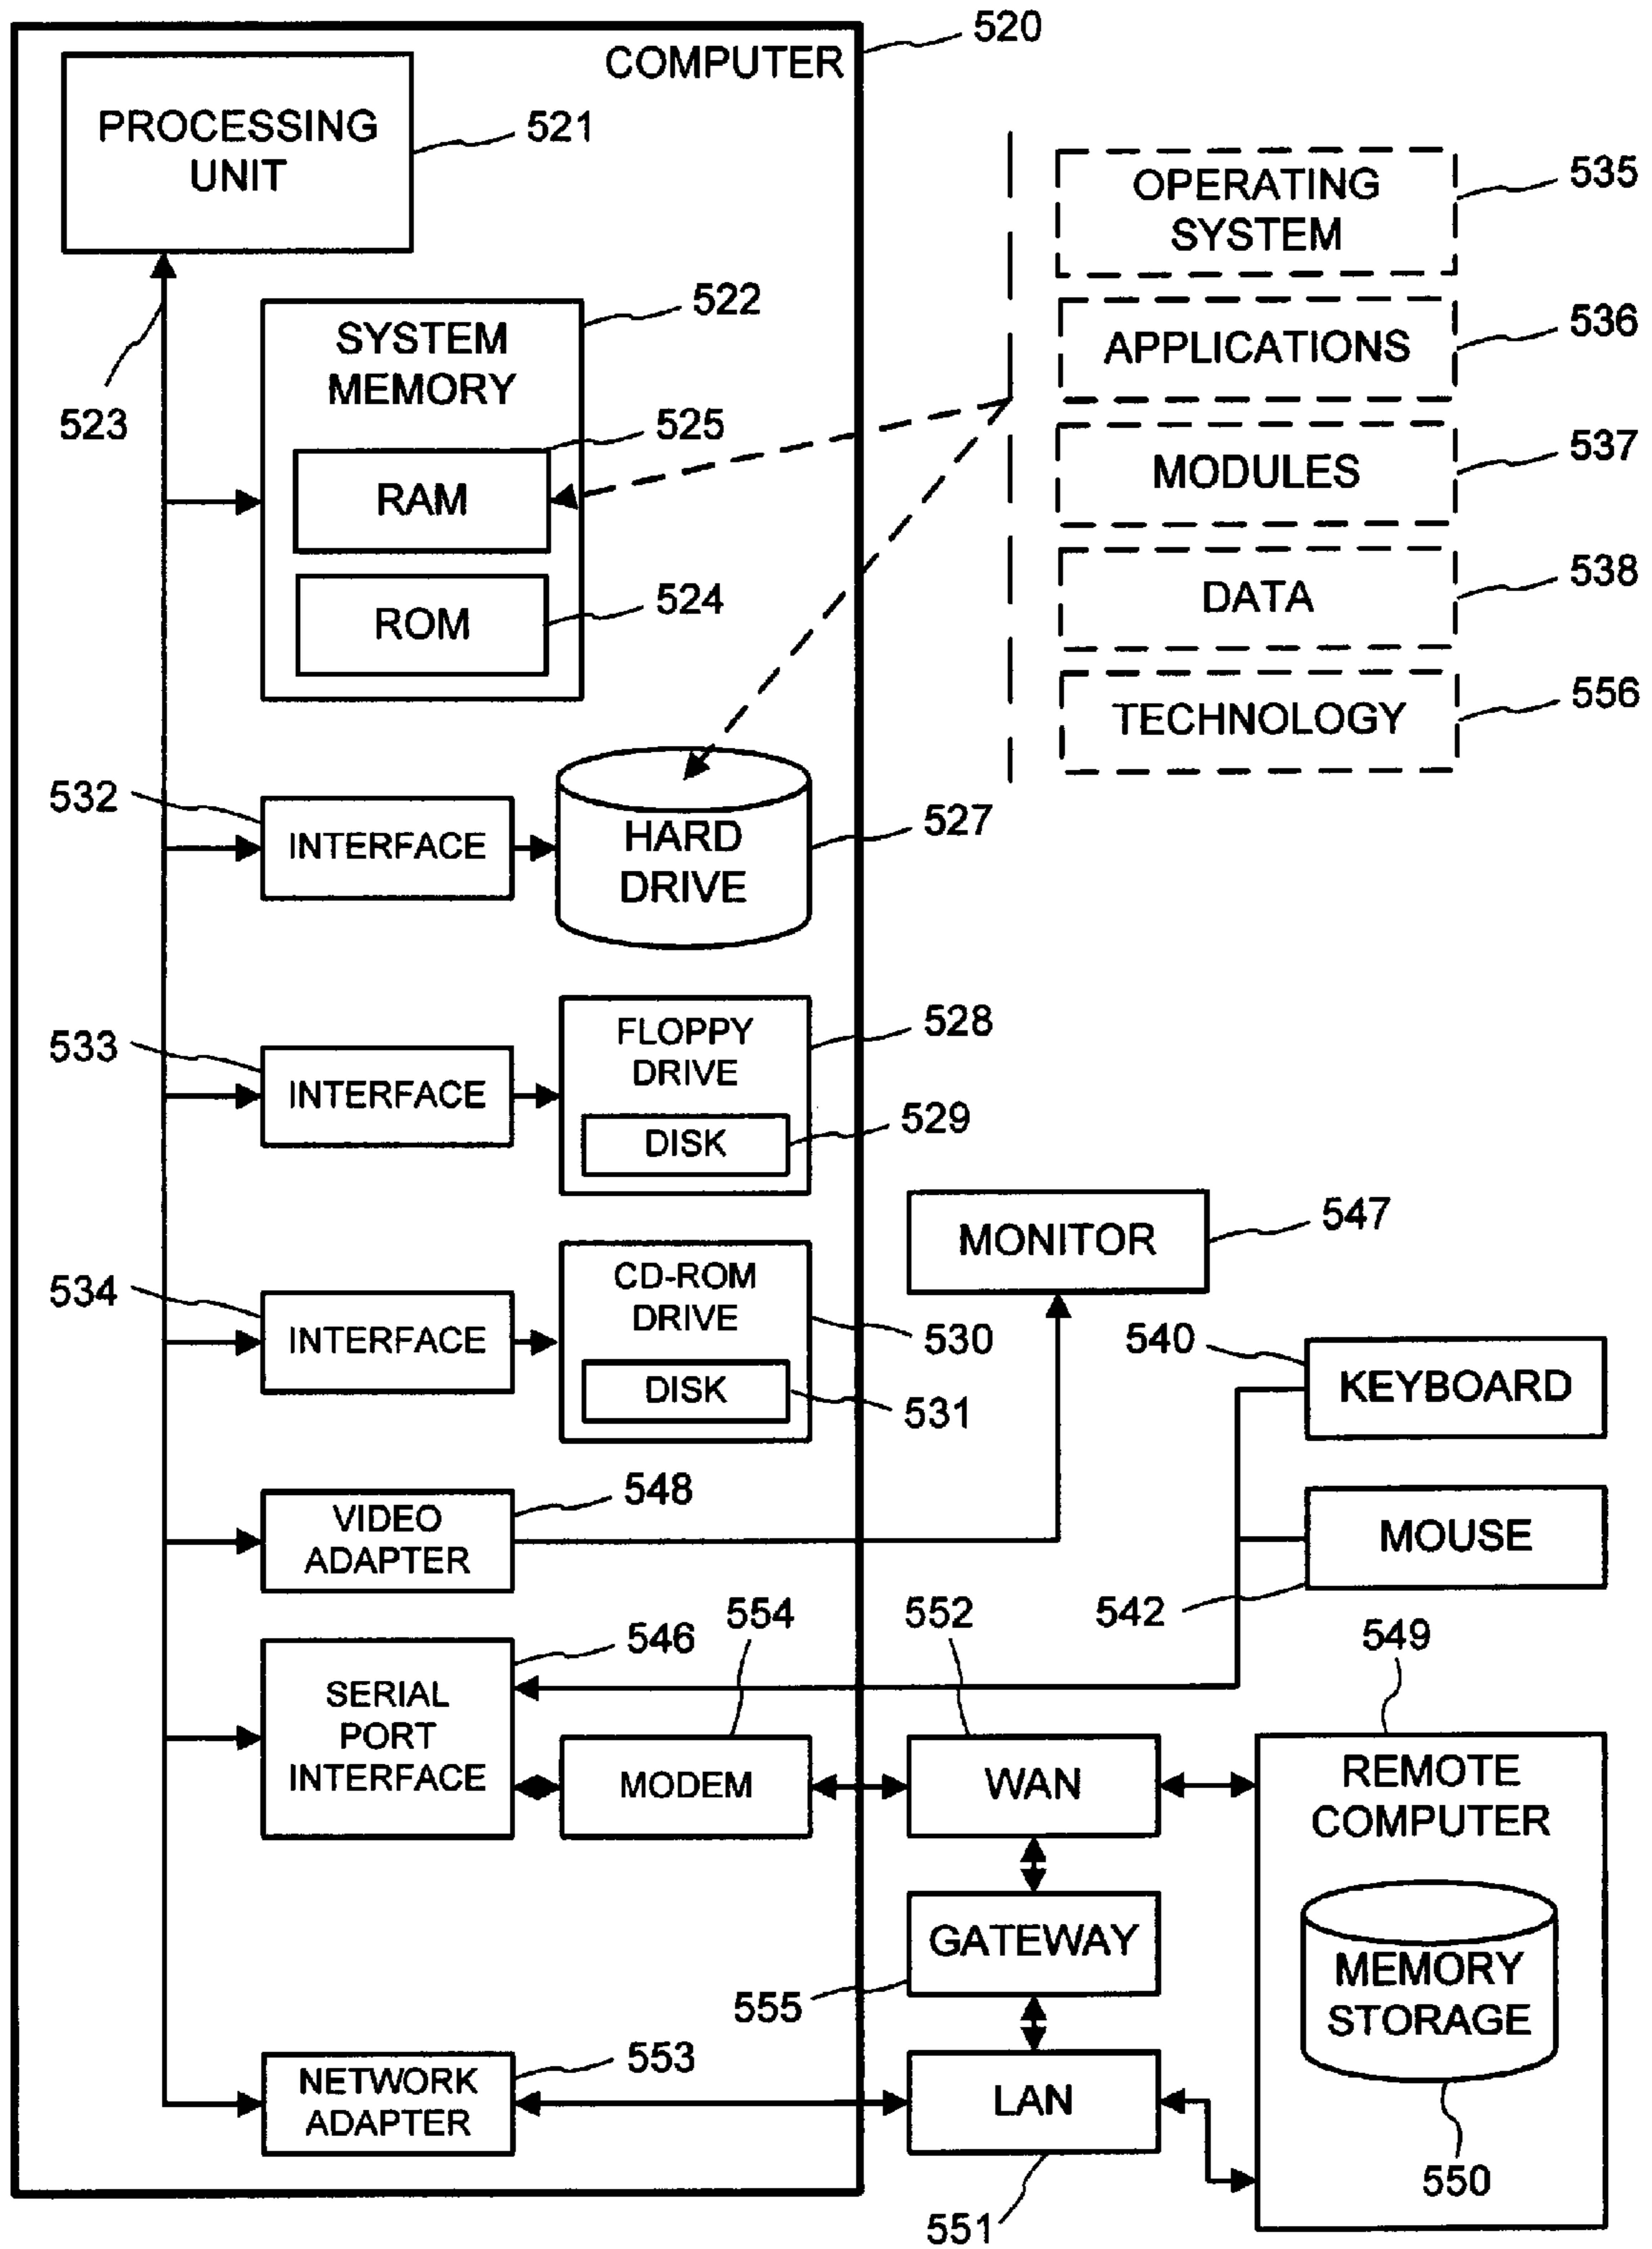 520
COMPUTER
PROCESSING
UNIT
521
OPERATING
SYSTEM
535
522
SYSTEM
MEMORY
523
APPLICATIONS
536
525
RAM
MODULES
537
524
ROM
DATA
538
TECHNOLOGY
556
532
INTERFACE
HARD
DRIVE
527
533
INTERFACE
FLOPPY
DRIVE
528
DISK
529
MONITOR
547
534
INTERFACE
CD-ROM
DRIVE
530
DISK
531
540
KEYBOARD
VIDEO
ADAPTER
548
MOUSE
542
546
554
552
549
SERIAL
PORT
INTERFACE
MODEM
WAN
REMOTE
COMPUTER
GATEWAY
555
MEMORY
STORAGE
550
NETWORK
ADAPTER
553
LAN
551